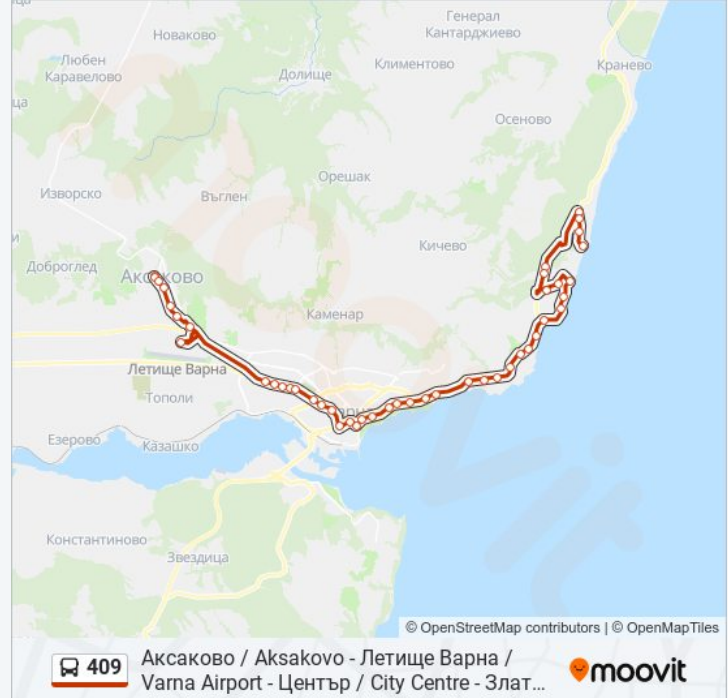 Генерал
Кантарджиево
Новаково
Любен
Каравелово
Долище
Климентово
Кранево
Осеново
Орешак
Изворско
Въглен
Кичево
Доброглед
Аксаково
Каменар
Летище Варна
Тополи
Варна
Езерово
Казашко
Константиново
Звездица
© OpenStreetMap contributors | © OpenMapTiles
409
Аксаково / Aksakovo - Летище Варна /
Varna Airport - Център / City Centre - Злат...
moovit